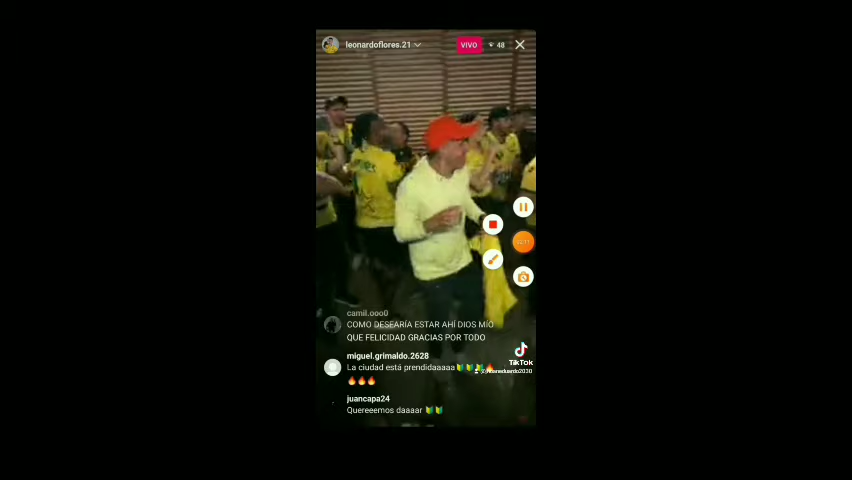 leonardoflores.21
VIVO
48
camil.ooo0
COMO DESEARÍA ESTAR AHÍ DIOS MÍO
QUE FELICIDAD GRACIAS POR TODO
miguel.grimaldo.2628
La ciudad está prendidaaaaa🔰🔰🔰🔥
🔥🔥🔥
TikTok
juancapa24
Quereeemos daaaar 🔰🔰